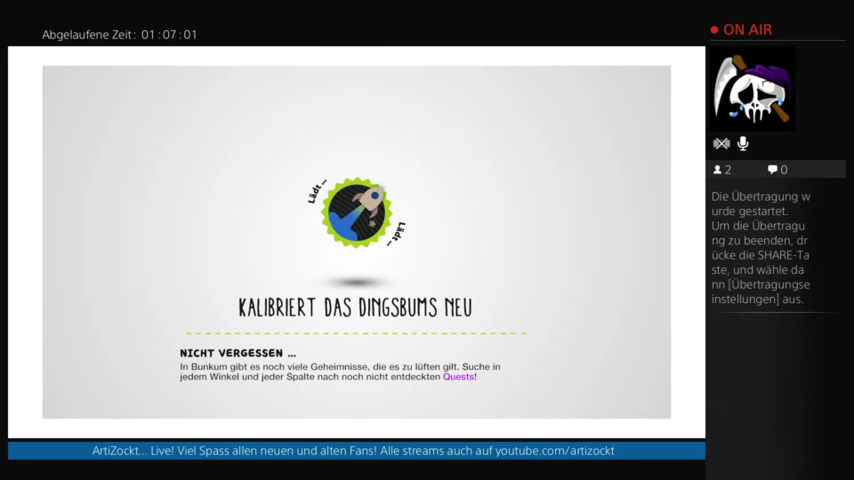 Abgelaufene Zeit: 01:07:01
ON AIR
2
0
Die Übertragung w
urde gestartet.
Um die Übertragu
ng zu beenden, dr
ücke die SHARE-Ta
ste, und wähle da
nn [Übertragungse
instellungen] aus.
Lädt...
Lädt...
KALIBRIERT DAS DINGSBUMS NEU
NICHT VERGESSEN ...
In Bunkum gibt es noch viele Geheimnisse, die es zu lüften gilt. Suche in
jedem Winkel und jeder Spalte nach noch nicht entdeckten Quests!
ArtiZockt... Live! Viel Spass allen neuen und alten Fans! Alle streams auch auf youtube.com/artizockt